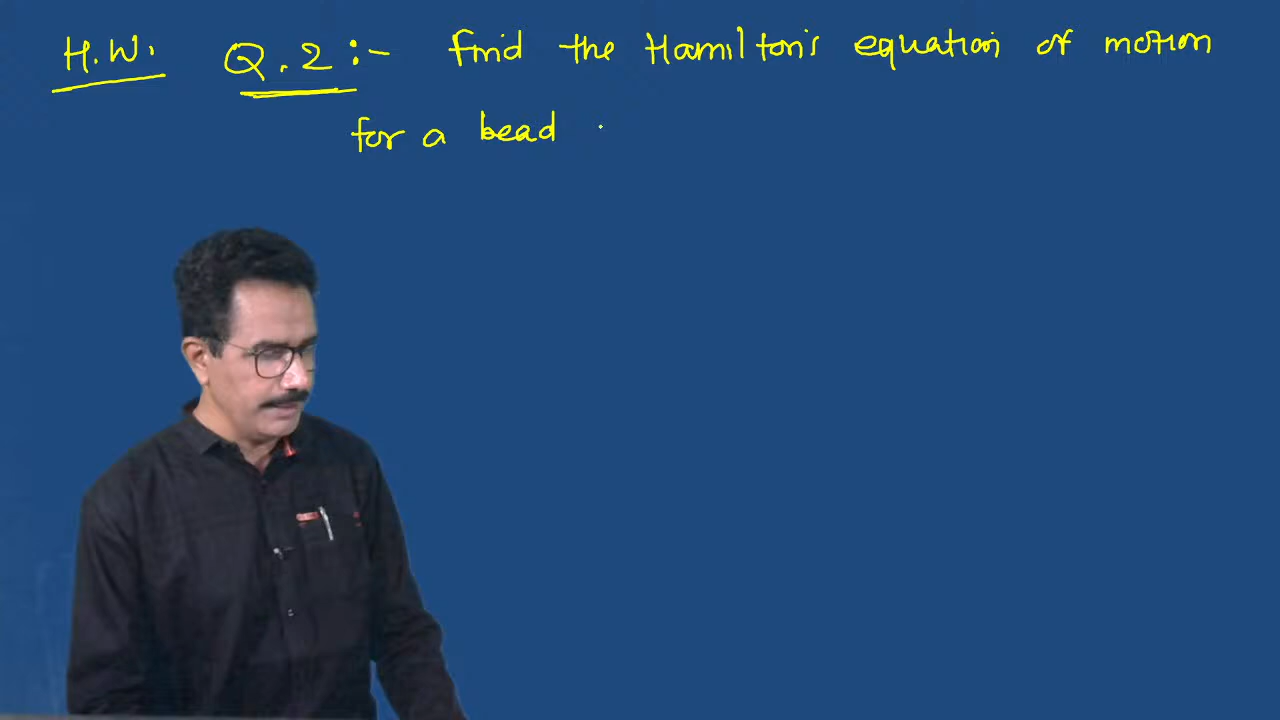 H.W. Q.2 :- Find the Hamilton's equation of motion
for a bead